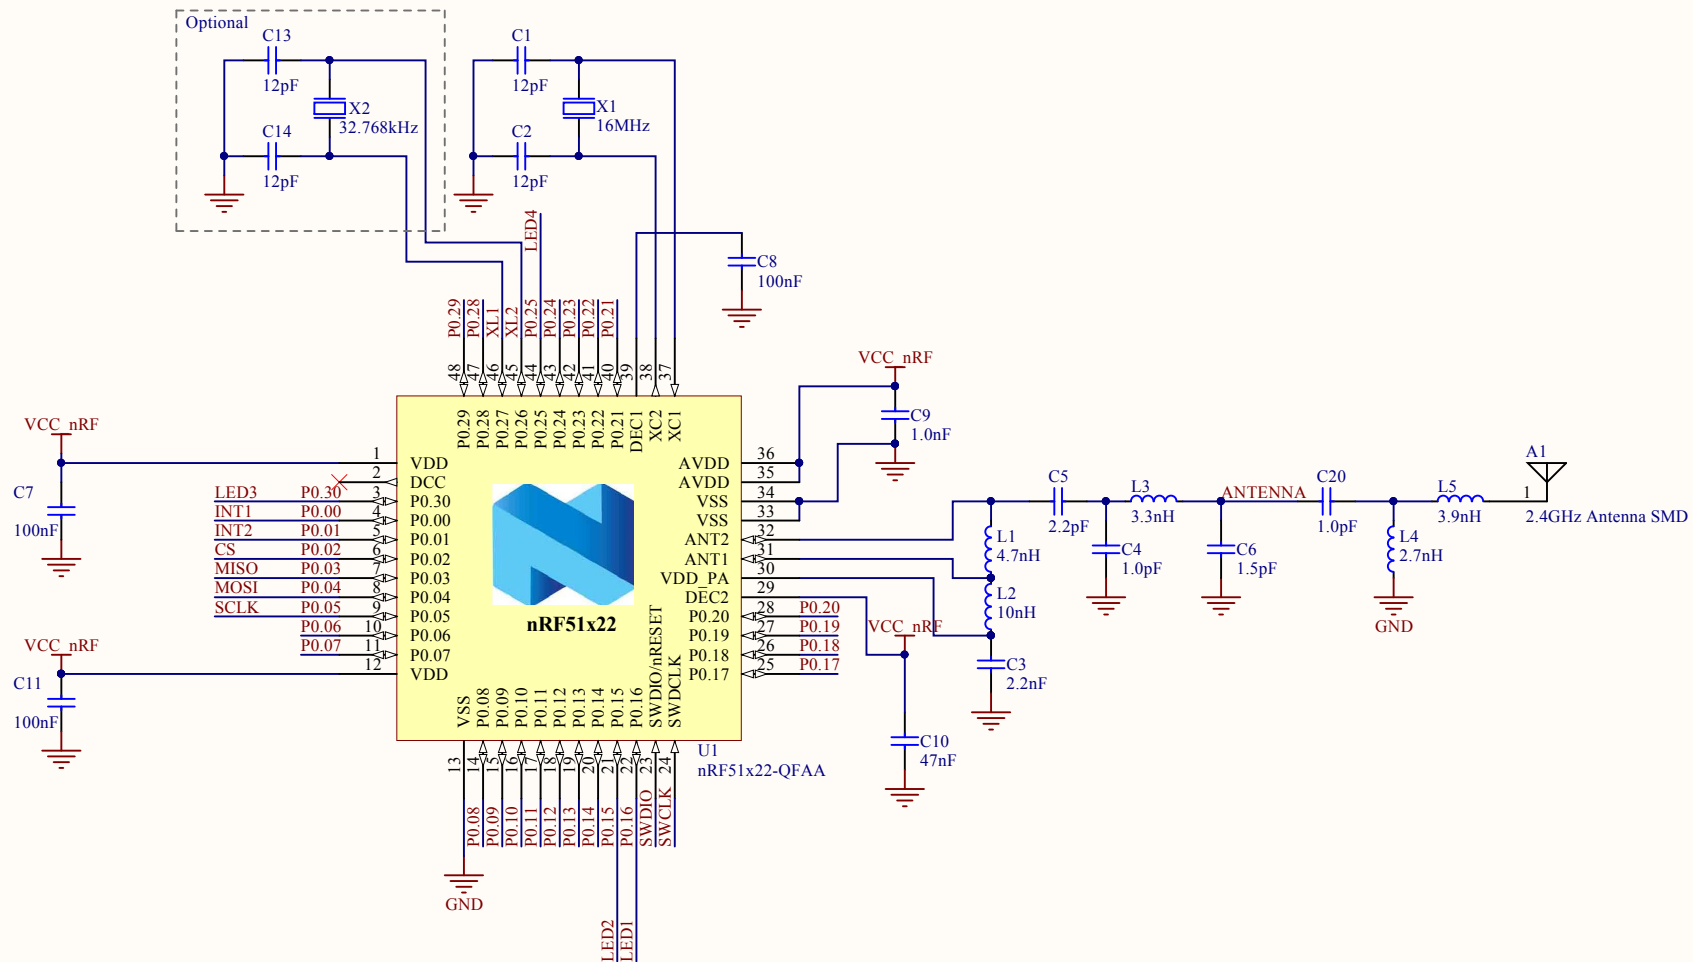 Optional
C13
12pF
X2
32.768kHz
C14
12pF
C1
12pF
X1
16MHz
C2
12pF
LED4
C8
100nF
P0.29
P0.28
XL1
XL2
P0.25
P0.24
P0.23
P0.22
P0.21
48
47
46
45
44
43
42
41
40
39
38
37
P0.29
P0.28
P0.27
P0.26
P0.25
P0.24
P0.23
P0.22
P0.21
DEC1
XC2
XC1
VCC_nRF
C7
100nF
1 VDD
2 DCC
LED3 P0.30 3 P0.30
INT1 P0.00 4 P0.00
INT2 P0.01 5 P0.01
CS P0.02 6 P0.02
MISO P0.03 7 P0.03
MOSI P0.04 8 P0.04
SCLK P0.05 9 P0.05
P0.06 10 P0.06
P0.07 11 P0.07
12 VDD
VCC_nRF
C11
100nF
nRF51x22
VCC_nRF
C9
1.0nF
AVDD 36
AVDD 35
VSS 34
VSS 33
ANT2 32
ANT1 31
VDD_PA 30
DEC2 29
P0.20 28 P0.20
P0.19 27 P0.19
P0.18 26 P0.18
P0.17 25 P0.17
VCC_nRF
C10
47nF
L1
4.7nH
L2
10nH
C3
2.2nF
C5
2.2pF
C4
1.0pF
L3
3.3nH
ANTENNA
C6
1.5pF
C20
1.0pF
L4
2.7nH
GND
L5
3.9nH
A1
1
2.4GHz Antenna SMD
VSS
P0.08
P0.09
P0.10
P0.11
P0.12
P0.13
P0.14
P0.15
P0.16
SWDIO/nRESET
SWDCLK
U1
nRF51x22-QFAA
13
14
15
16
17
18
19
20
21
22
23
24
P0.08
P0.09
P0.10
P0.11
P0.12
P0.13
P0.14
P0.15
P0.16
SWDIO
SWCLK
GND
LED2
LED1